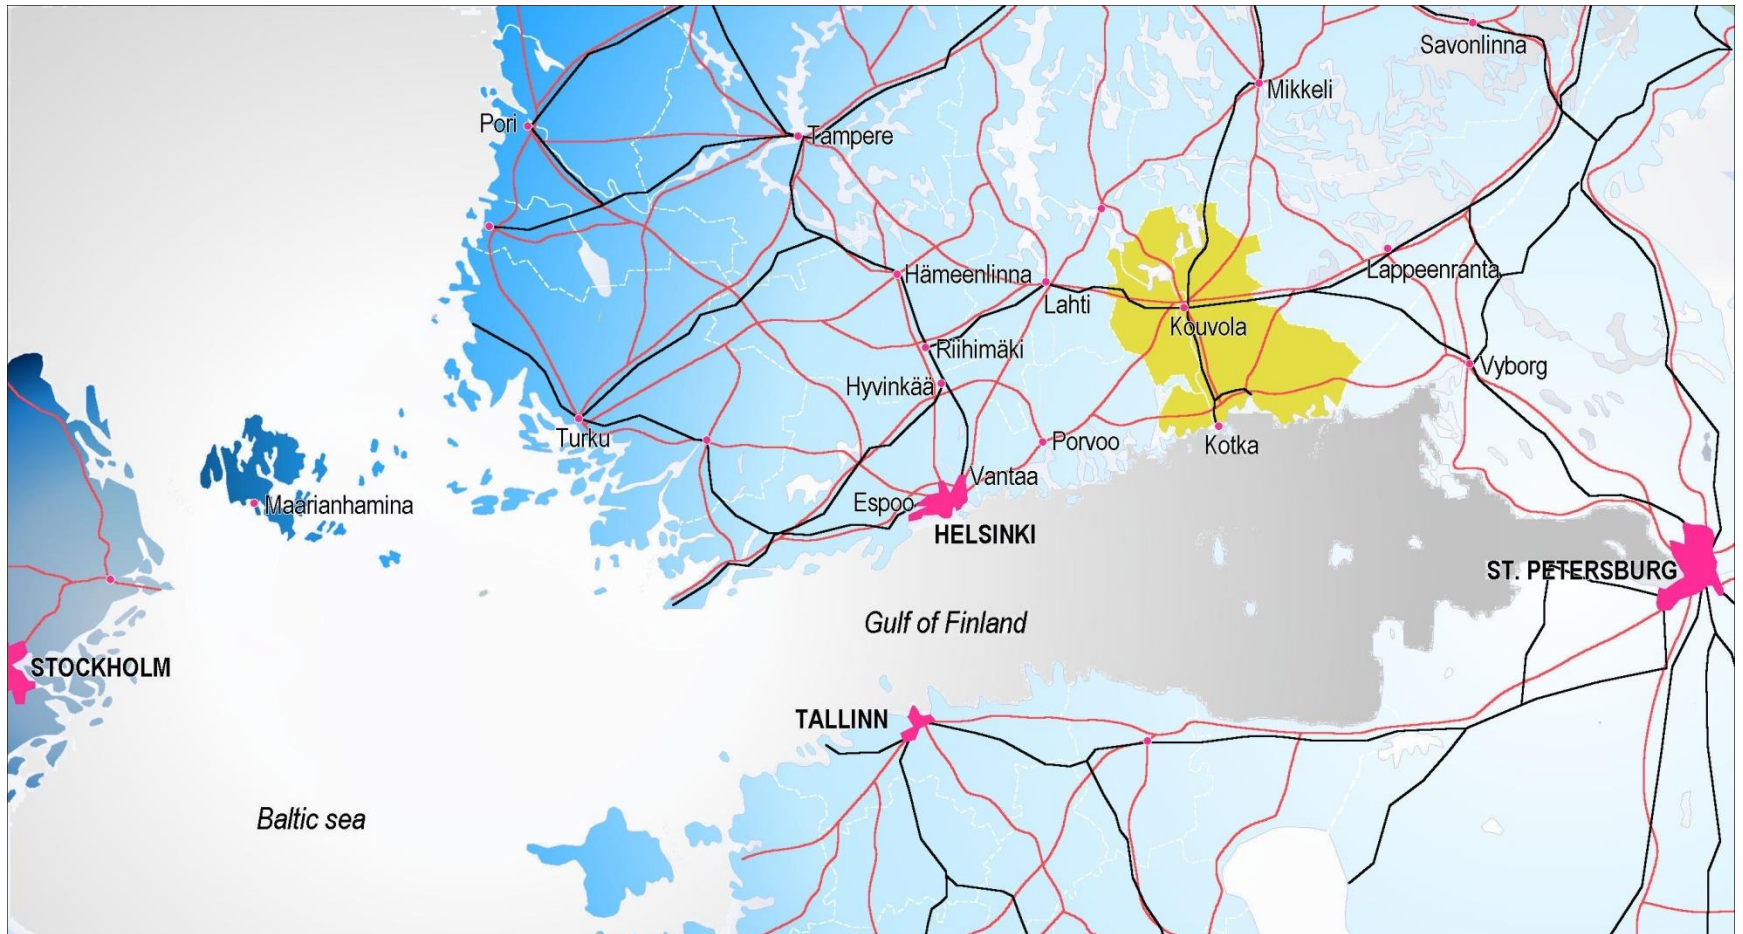 Savonlinna
Mikkeli
Pori
Tampere
Hämeenlinna
Lappeenranta
Lahti
Kouvola
Riihimäki
Vyborg
Hyvinkää
Turku
Porvoo
Kotka
Vantaa
Maarianhamina
Espoo
HELSINKI
ST. PETERSBURG
Gulf of Finland
STOCKHOLM
TALLINN
Baltic sea